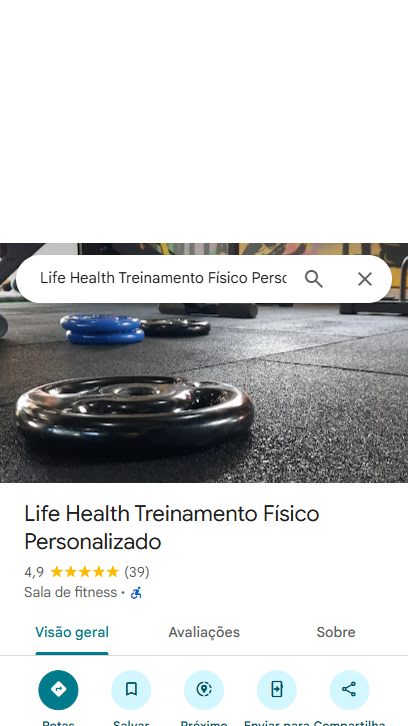 Life Health Treinamento Físico Perso
Life Health Treinamento Físico
Personalizado
4,9 ★★★★★ (39)
Sala de fitness ·
Visão geral Avaliações Sobre
Rotas Salvar Próximo Enviar para Compartilha